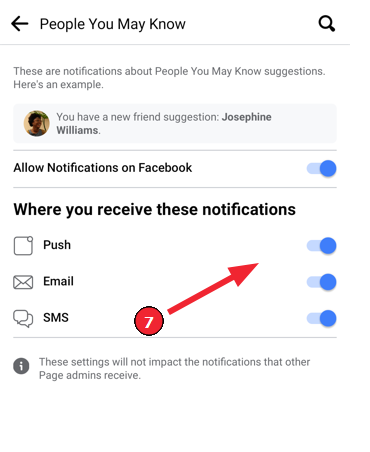 People You May Know
These are notifications about People You May Know suggestions.
Here's an example.
You have a new friend suggestion: Josephine
Williams.
Allow Notifications on Facebook
Where you receive these notifications
Push
Email
7
SMS
These settings will not impact the notifications that other
Page admins receive.